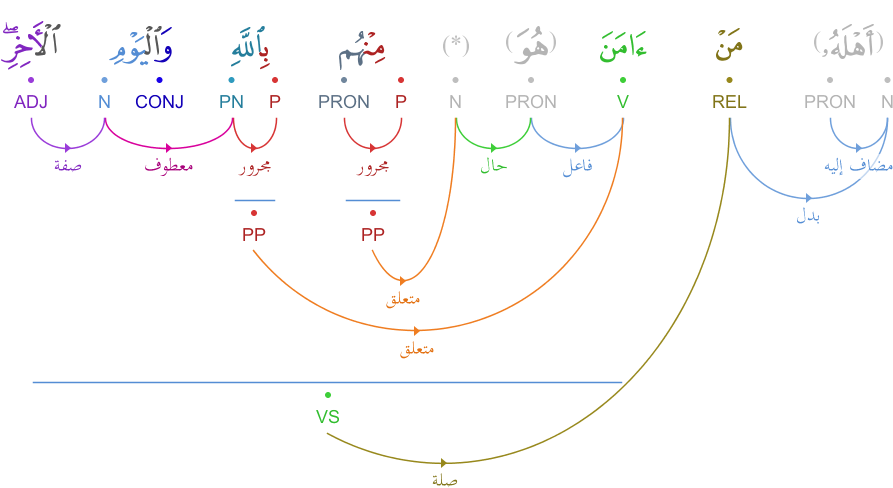 (أَهْلَهُۥ) مَنْ ءَامَنَ (هُوَ) (*) مِنْهُم بِٱللَّهِ وَٱلْيَوْمِ ٱلْأَخِرِ ۖ
N PRON REL V PRON N P PRON P PN CONJ N ADJ
مضاف إليه فاعل حال مجرور مجرور معطوف صفة
بدل
PP PP
متعلق
متعلق
VS
صلة